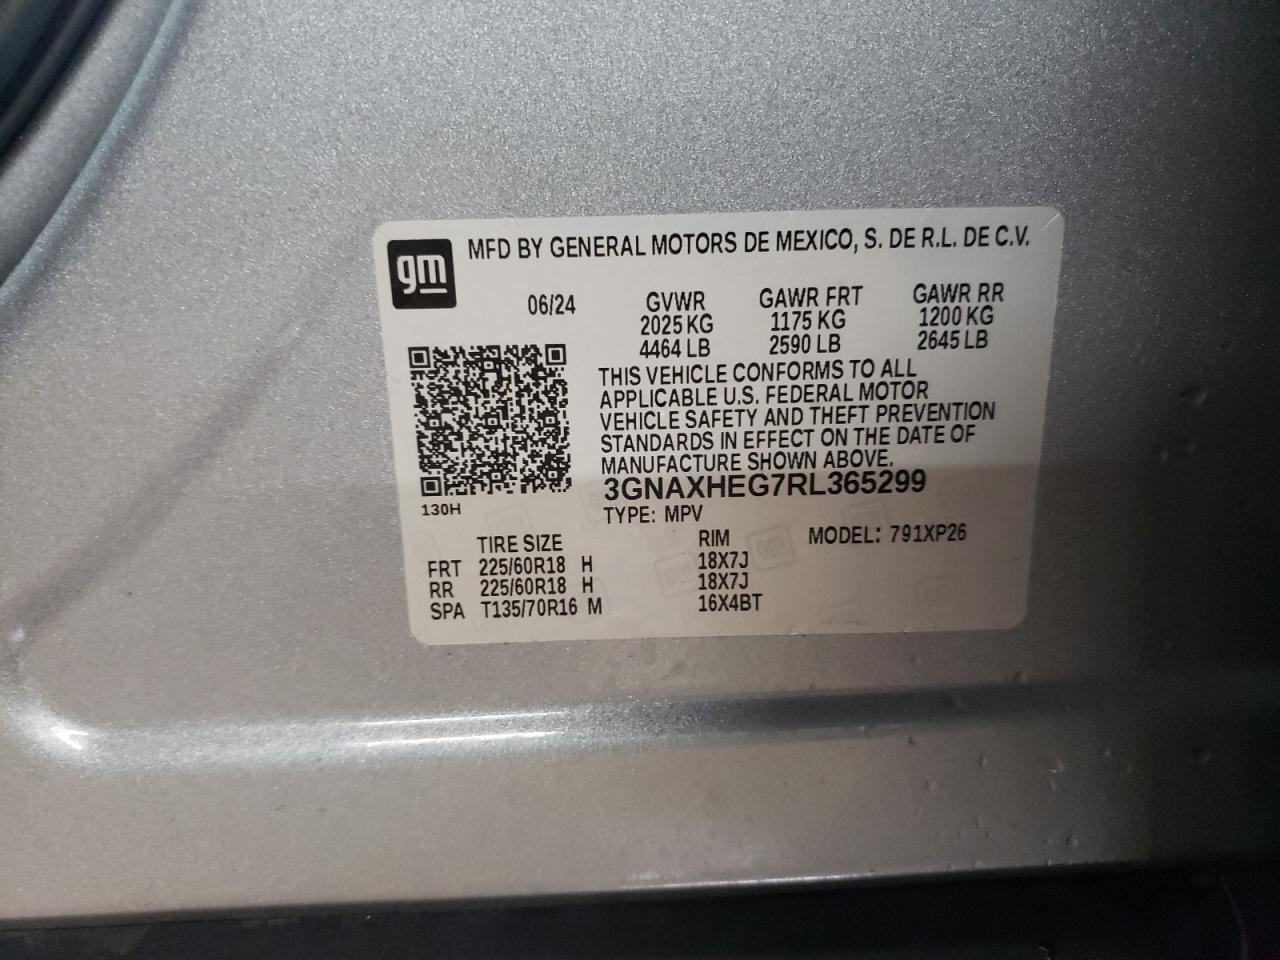 gm
MFD BY GENERAL MOTORS DE MEXICO, S. DE R.L. DE C.V.
06/24 GVWR GAWR FRT GAWR RR
2025 KG 1175 KG 1200 KG
4464 LB 2590 LB 2645 LB
THIS VEHICLE CONFORMS TO ALL
APPLICABLE U.S. FEDERAL MOTOR
VEHICLE SAFETY AND THEFT PREVENTION
STANDARDS IN EFFECT ON THE DATE OF
MANUFACTURE SHOWN ABOVE.
3GNAXHEG7RL365299
130H
TYPE: MPV
TIRE SIZE RIM MODEL: 791XP26
FRT 225/60R18 H 18X7J
RR 225/60R18 H 18X7J
SPA T135/70R16 M 16X4BT